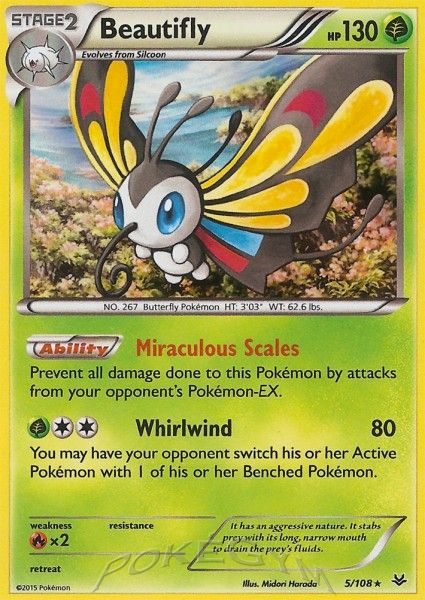 STAGE2
Beautifly
HP130
Evolves from Silcoon
NO. 267 Butterfly Pokémon HT: 3'03" WT: 62.6 lbs.
Ability Miraculous Scales
Prevent all damage done to this Pokémon by attacks
from your opponent's Pokémon-EX.
Whirlwind 80
You may have your opponent switch his or her Active
Pokémon with 1 of his or her Benched Pokémon.
weakness resistance
×2
retreat
It has an aggressive nature. It stabs
prey with its long, narrow mouth
to drain the prey's fluids.
POKEGYM
©2015 Pokémon
Illus. Midori Harada
5/108★